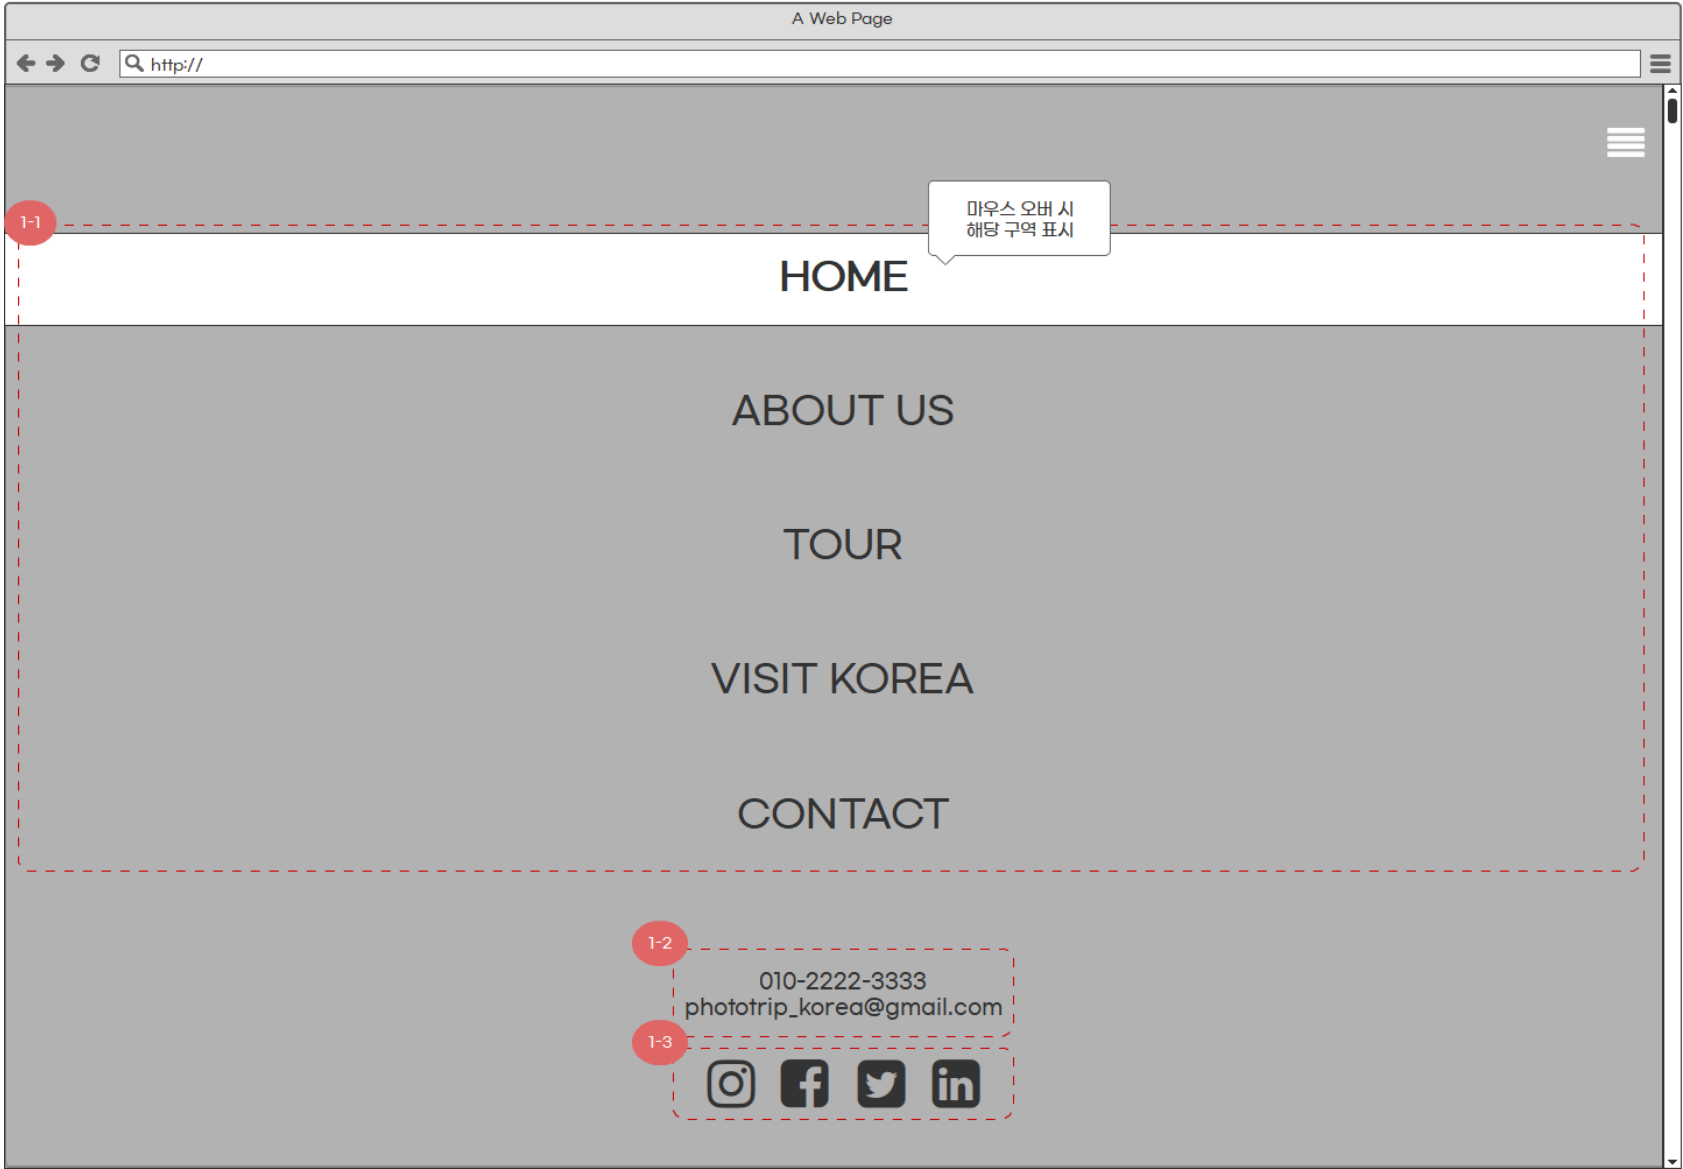 A Web Page
http://
1-1
마우스 오버 시
해당 구역 표시
HOME
ABOUT US
TOUR
VISIT KOREA
CONTACT
1-2
010-2222-3333
phototrip_korea@gmail.com
1-3